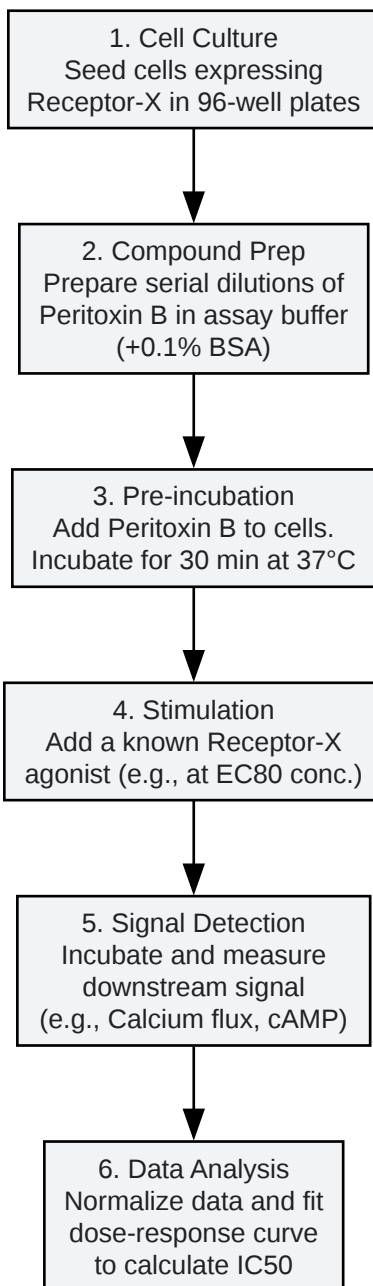 1. Cell Culture
Seed cells expressing
Receptor-X in 96-well plates
2. Compound Prep
Prepare serial dilutions of
Peritoxin B in assay buffer
(+0.1% BSA)
3. Pre-incubation
Add Peritoxin B to cells.
Incubate for 30 min at 37°C
4. Stimulation
Add a known Receptor-X
agonist (e.g., at EC80 conc.)
5. Signal Detection
Incubate and measure
downstream signal
(e.g., Calcium flux, cAMP)
6. Data Analysis
Normalize data and fit
dose-response curve
to calculate IC50